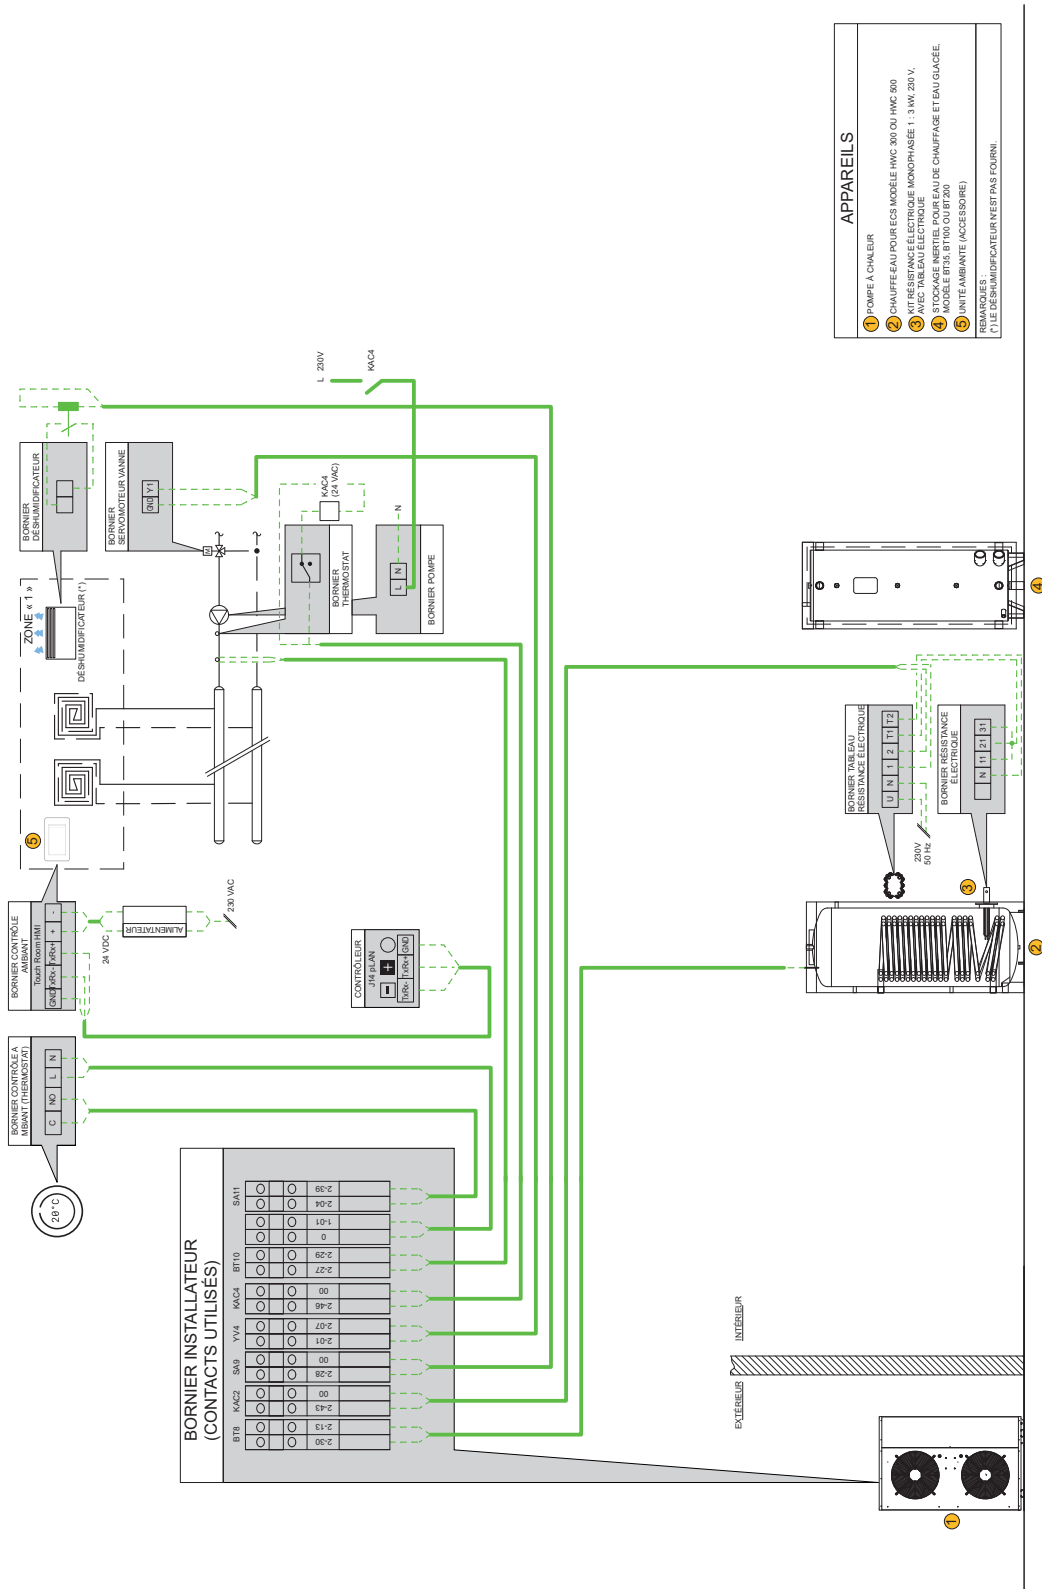 BORNIER CONTRÔLE A
MBIANT (THERMOSTAT)
C NO L N
20°C
BORNIER CONTRÔLE
AMBIANT
Touch Room HMI
GND TxRx- TxRx+ + -
24 VDC
ALIMENTATEUR
230 VAC
5
ZONE « 1 »
DÉSHUMIDIFICATEUR (*)
BORNIER
DÉSHUMIDIFICATEUR
BORNIER
SERVOMOTEUR VANNE
GND Y1
M
KAC4
(24 VAC)
BORNIER
THERMOSTAT
L N
N
BORNIER POMPE
L 230V
KAC4
CONTRÔLEUR
J14 pLAN
TxRx- TxRx+ GND
BORNIER INSTALLATEUR
(CONTACTS UTILISÉS)
BT8 KAC2 SA9 YV4 KAC4 BT10 SA11
2-30 2-13 2-43 00 2-28 00 2-01 2-07 2-46 00 2-27 2-29 0 1-01 2-04 2-39
EXTÉRIEUR
INTÉRIEUR
1
2
3
BORNIER TABLEAU
RÉSISTANCE ÉLECTRIQUE
U N 1 2 T1 T2
230V
50 Hz
BORNIER RÉSISTANCE
ÉLECTRIQUE
N 11 21 31
4
APPAREILS
1 POMPE À CHALEUR
2 CHAUFFE-EAU POUR ECS MODÈLE HWC 300 OU HWC 500
3 KIT RÉSISTANCE ÉLECTRIQUE MONOPHASÉE 1 : 3 kW, 230 V,
AVEC TABLEAU ÉLECTRIQUE
4 STOCKAGE INERTIEL POUR EAU DE CHAUFFAGE ET EAU GLACÉE,
MODÈLE BT35, BT100 OU BT200
5 UNITÉ AMBIANTE (ACCESSOIRE)
REMARQUES :
(*) LE DÉSHUMIDIFICATEUR N'EST PAS FOURNI.